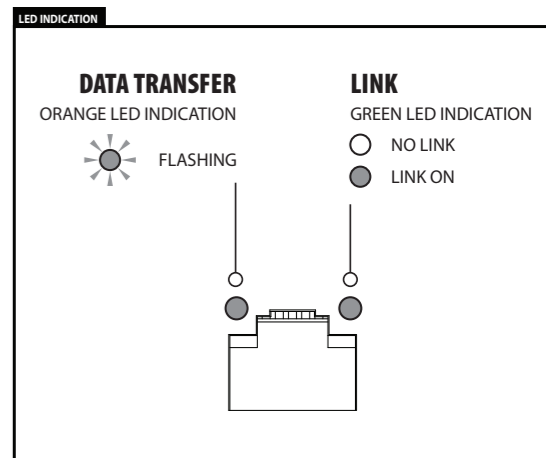 LED INDICATION
DATA TRANSFER
ORANGE LED INDICATION
FLASHING
LINK
GREEN LED INDICATION
NO LINK
LINK ON